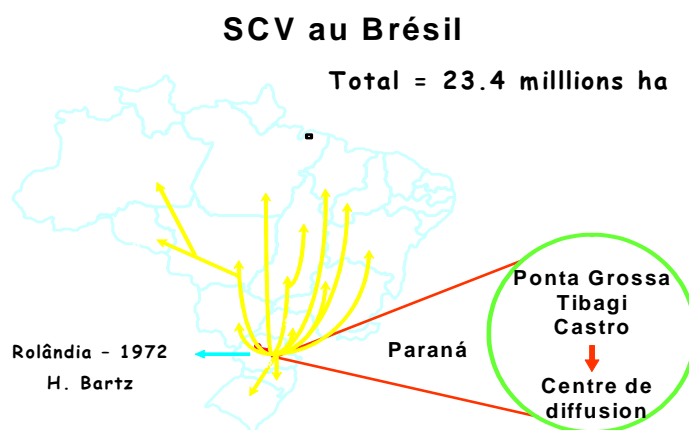 SCV au Brésil
Total = 23.4 milllions ha
Ponta Grossa
Tibagi
Castro
Paraná
Rolândia - 1972
H. Bartz
Centre de
diffusion